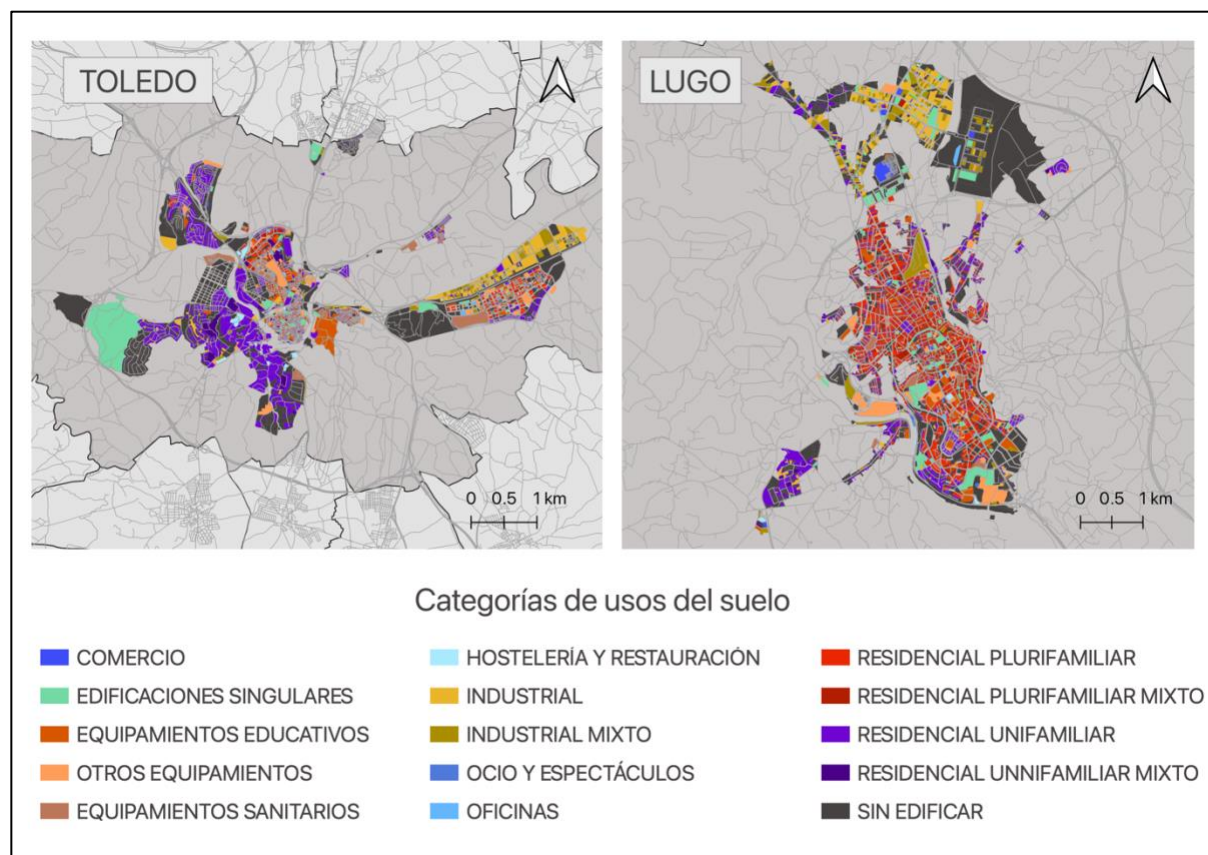 TOLEDO
LUGO
0 0.5 1 km
0 0.5 1 km
Categorías de usos del suelo
COMERCIO
EDIFICACIONES SINGULARES
EQUIPAMIENTOS EDUCATIVOS
OTROS EQUIPAMIENTOS
EQUIPAMIENTOS SANITARIOS
HOSTELERÍA Y RESTAURACIÓN
INDUSTRIAL
INDUSTRIAL MIXTO
OCIO Y ESPECTÁCULOS
OFICINAS
RESIDENCIAL PLURIFAMILIAR
RESIDENCIAL PLURIFAMILIAR MIXTO
RESIDENCIAL UNIFAMILIAR
RESIDENCIAL UNNIFAMILIAR MIXTO
SIN EDIFICAR